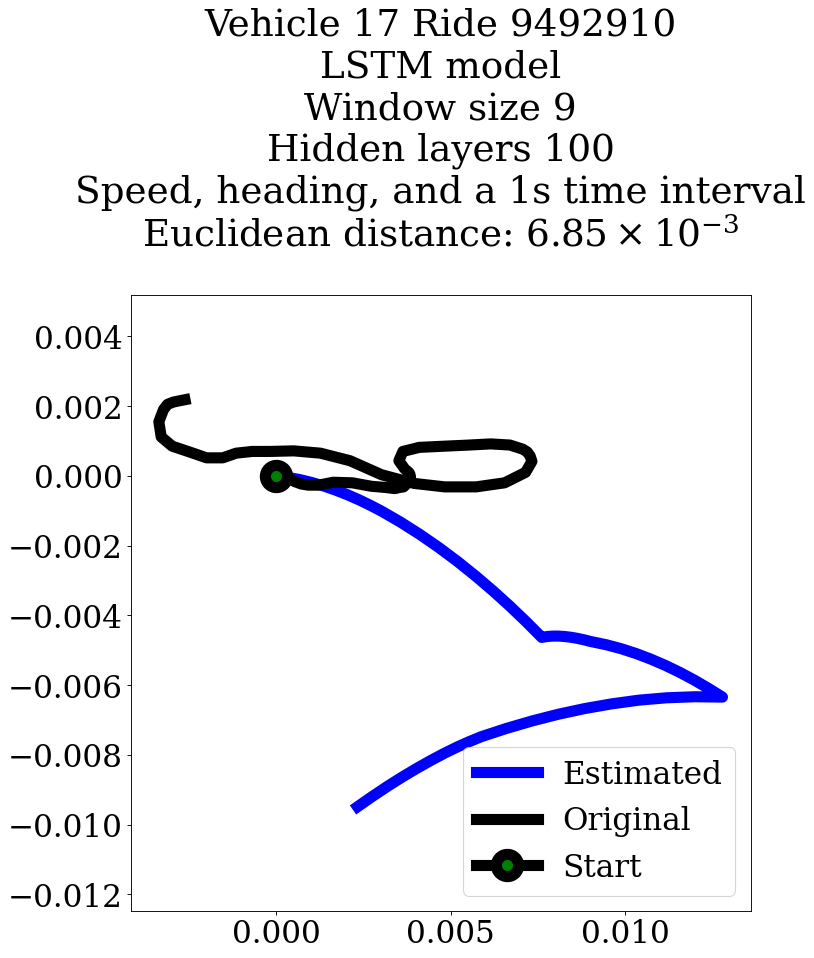 Vehicle 17 Ride 9492910
LSTM model
Window size 9
Hidden layers 100
Speed, heading, and a 1s time interval
Euclidean distance: 6.85 × 10⁻³
0.004
0.002
0.000
−0.002
−0.004
−0.006
−0.008
−0.010
−0.012
Estimated
Original
Start
0.000 0.005 0.010